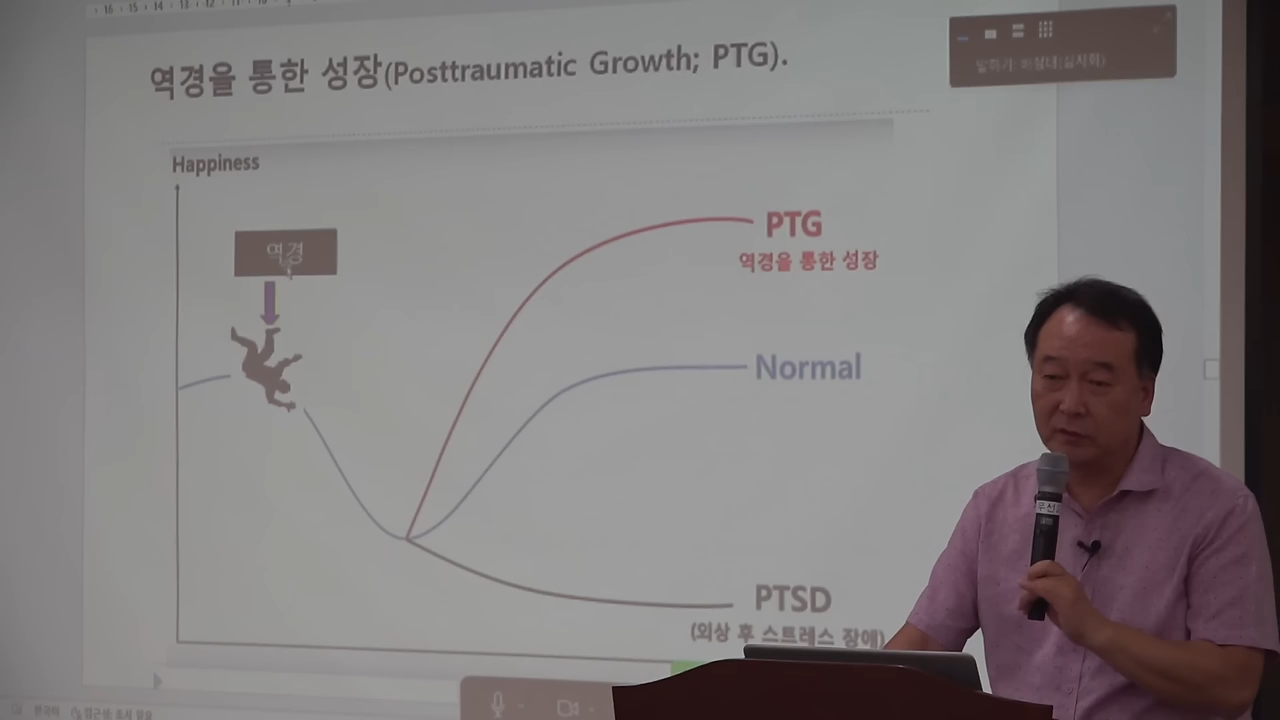 역경을 통한 성장(Posttraumatic Growth; PTG).
Happiness
역경
PTG
역경을 통한 성장
Normal
PTSD
(외상 후 스트레스 장애)